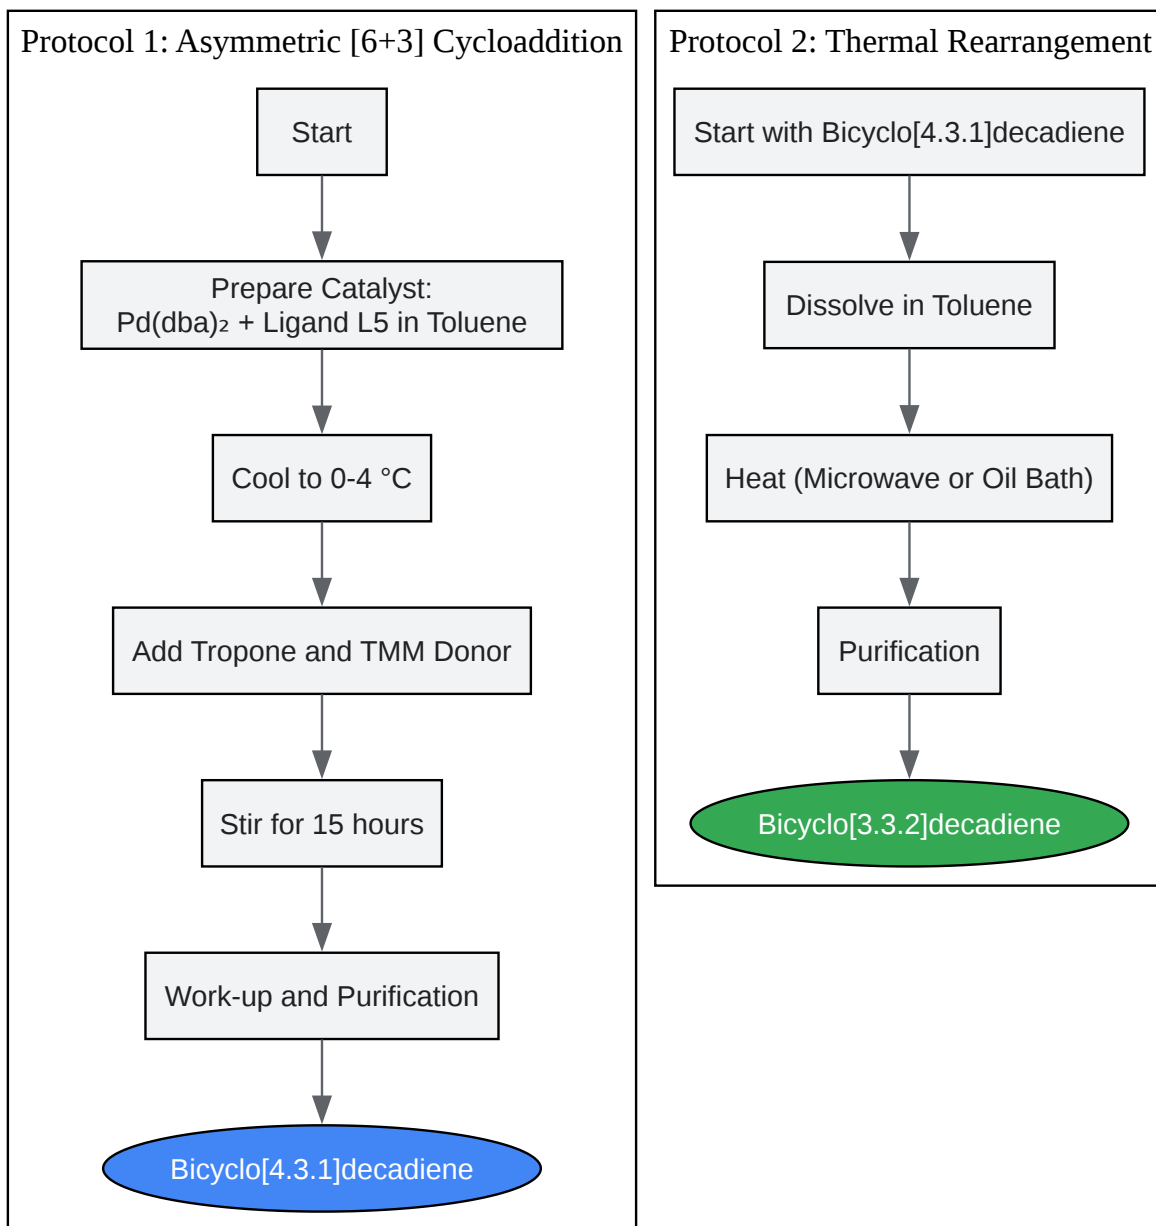 Protocol 1: Asymmetric [6+3] Cycloaddition
Start
Prepare Catalyst:
Pd(dba)₂ + Ligand L5 in Toluene
Cool to 0-4 °C
Add Tropone and TMM Donor
Stir for 15 hours
Work-up and Purification
Bicyclo[4.3.1]decadiene
Protocol 2: Thermal Rearrangement
Start with Bicyclo[4.3.1]decadiene
Dissolve in Toluene
Heat (Microwave or Oil Bath)
Purification
Bicyclo[3.3.2]decadiene